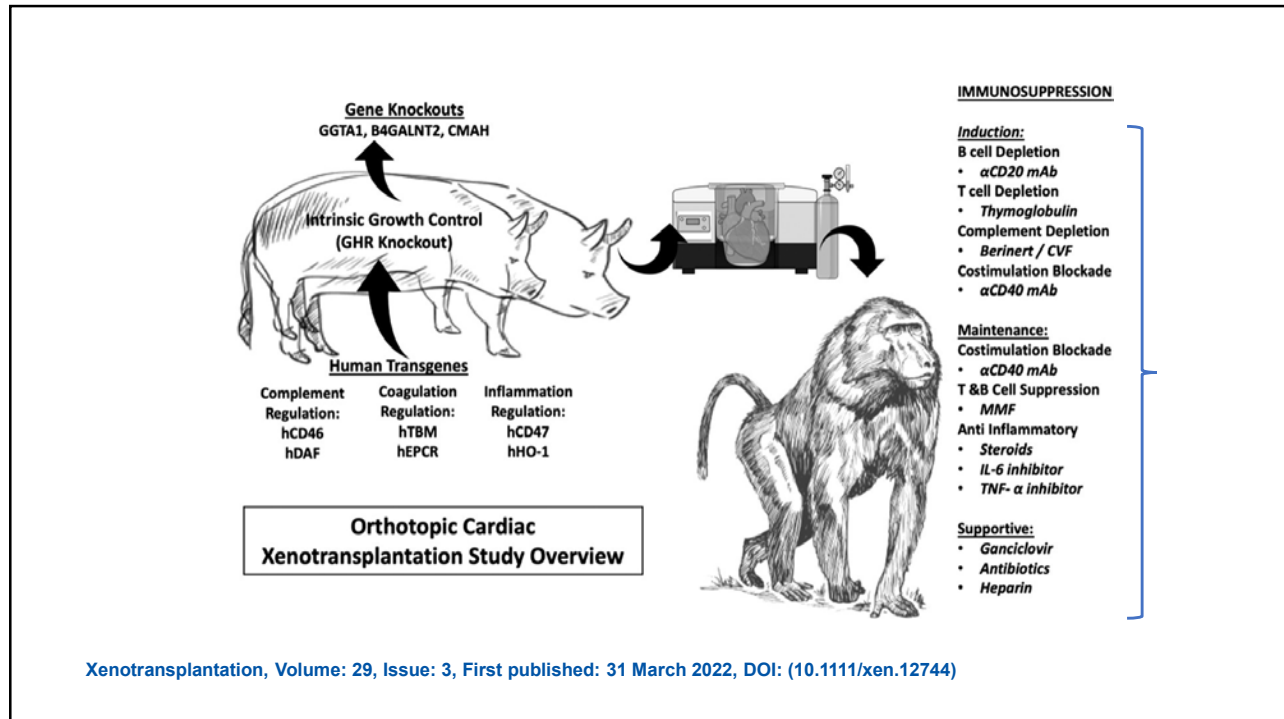 Gene Knockouts
GGTA1, B4GALNT2, CMAH
Intrinsic Growth Control
(GHR Knockout)
Human Transgenes
Complement
Regulation:
hCD46
hDAF
Coagulation
Regulation:
hTBM
hEPCR
Inflammation
Regulation:
hCD47
hHO-1
Orthotopic Cardiac
Xenotransplantation Study Overview
IMMUNOSUPPRESSION
Induction:
B cell Depletion
• αCD20 mAb
T cell Depletion
• Thymoglobulin
Complement Depletion
• Berinert / CVF
Costimulation Blockade
• αCD40 mAb
Maintenance:
Costimulation Blockade
• αCD40 mAb
T &B Cell Suppression
• MMF
Anti Inflammatory
• Steroids
• IL-6 inhibitor
• TNF- α inhibitor
Supportive:
• Ganciclovir
• Antibiotics
• Heparin
Xenotransplantation, Volume: 29, Issue: 3, First published: 31 March 2022, DOI: (10.1111/xen.12744)